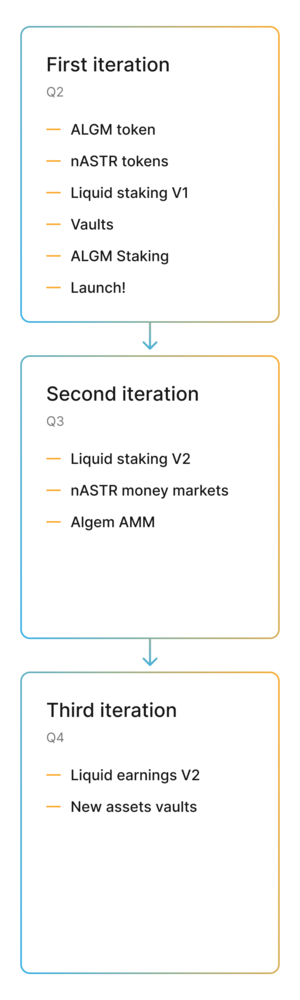 First iteration
Q2
— ALGM token
— nASTR tokens
— Liquid staking V1
— Vaults
— ALGM Staking
— Launch!
Second iteration
Q3
— Liquid staking V2
— nASTR money markets
— Algem AMM
Third iteration
Q4
— Liquid earnings V2
— New assets vaults